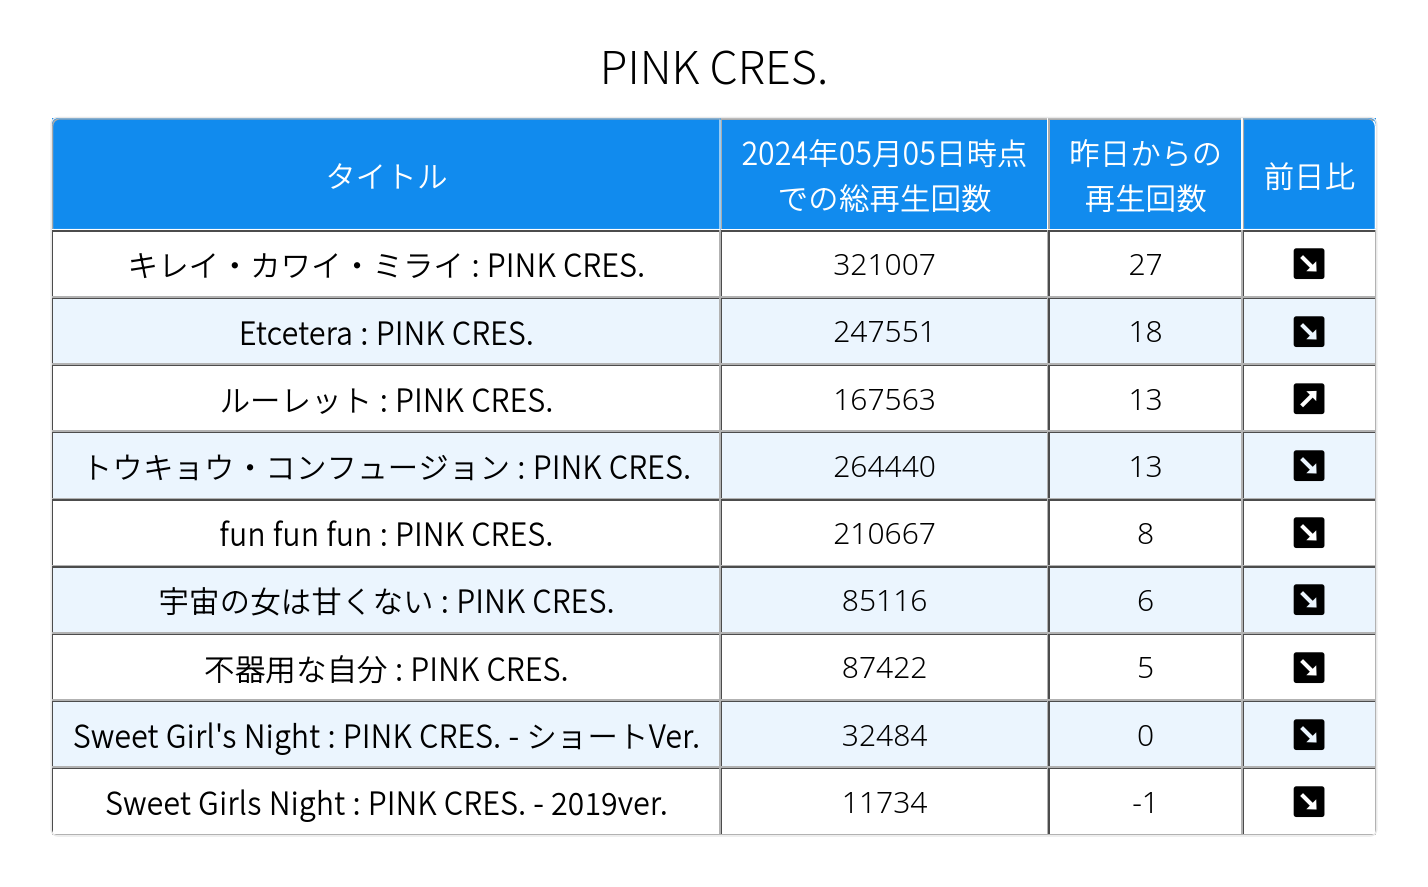 PINK CRES.
タイトル 2024年05月05日時点での総再生回数 昨日からの再生回数 前日比
キレイ・カワイ・ミライ : PINK CRES. 321007 27 ↘
Etcetera : PINK CRES. 247551 18 ↘
ルーレット : PINK CRES. 167563 13 ↗
トウキョウ・コンフュージョン : PINK CRES. 264440 13 ↘
fun fun fun : PINK CRES. 210667 8 ↘
宇宙の女は甘くない : PINK CRES. 85116 6 ↘
不器用な自分 : PINK CRES. 87422 5 ↘
Sweet Girl's Night : PINK CRES. - ショートVer. 32484 0 ↘
Sweet Girls Night : PINK CRES. - 2019ver. 11734 -1 ↘